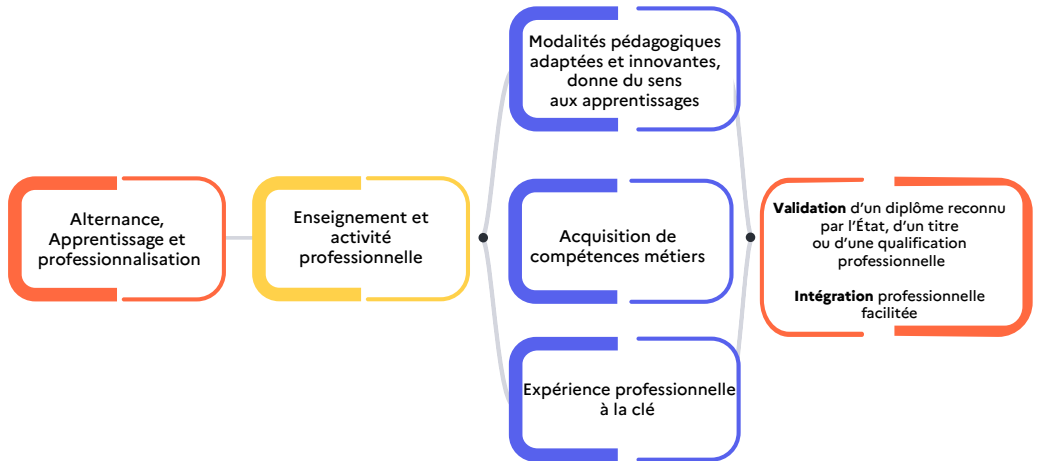 Alternance,
Apprentissage et
professionnalisation
Enseignement et
activité
professionnelle
Modalités pédagogiques
adaptées et innovantes,
donne du sens
aux apprentissages
Acquisition de
compétences métiers
Expérience professionnelle
à la clé
Validation d’un diplôme reconnu
par l’État, d’un titre
ou d’une qualification
professionnelle
Intégration professionnelle
facilitée